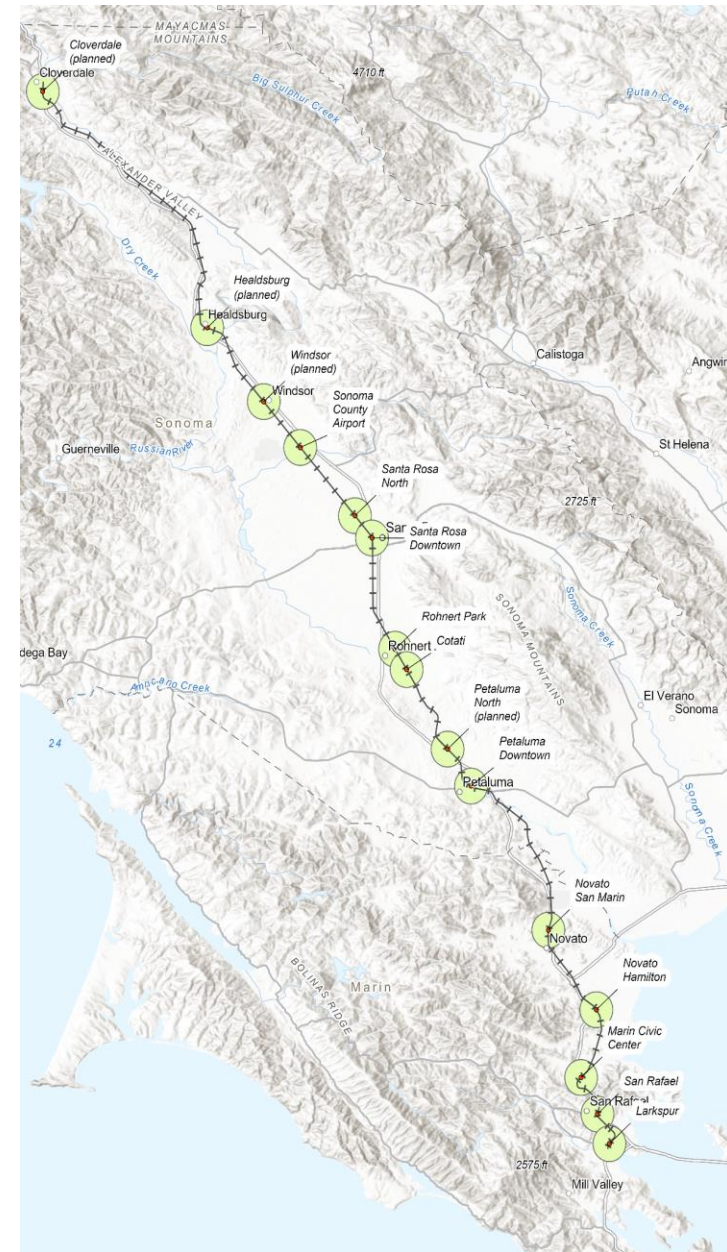 MAYACMAS
MOUNTAINS
Cloverdale
(planned)
Cloverdale
4710 ft
Big Sulphur Creek
Putah Creek
ALEXANDER VALLEY
Dry Creek
Healdsburg
(planned)
Healdsburg
Calistoga
Windsor
(planned)
Windsor
Sonoma
County
Airport
Sonoma
Guerneville
Russian River
St Helena
Santa Rosa
North
2725 ft
Santa Rosa
Downtown
SONOMA MOUNTAINS
Sonoma Creek
Rohnert Park
Rohnert
Cotati
dega Bay
Petaluma
North
(planned)
El Verano
Sonoma
24
Petaluma
Downtown
Petaluma
Sonoma Creek
Novato
San Marin
Novato
Novato
Hamilton
BOLINAS RIDGE
Marin
Marin Civic
Center
San Rafael
San Rafael
Larkspur
2575 ft
Mill Valley